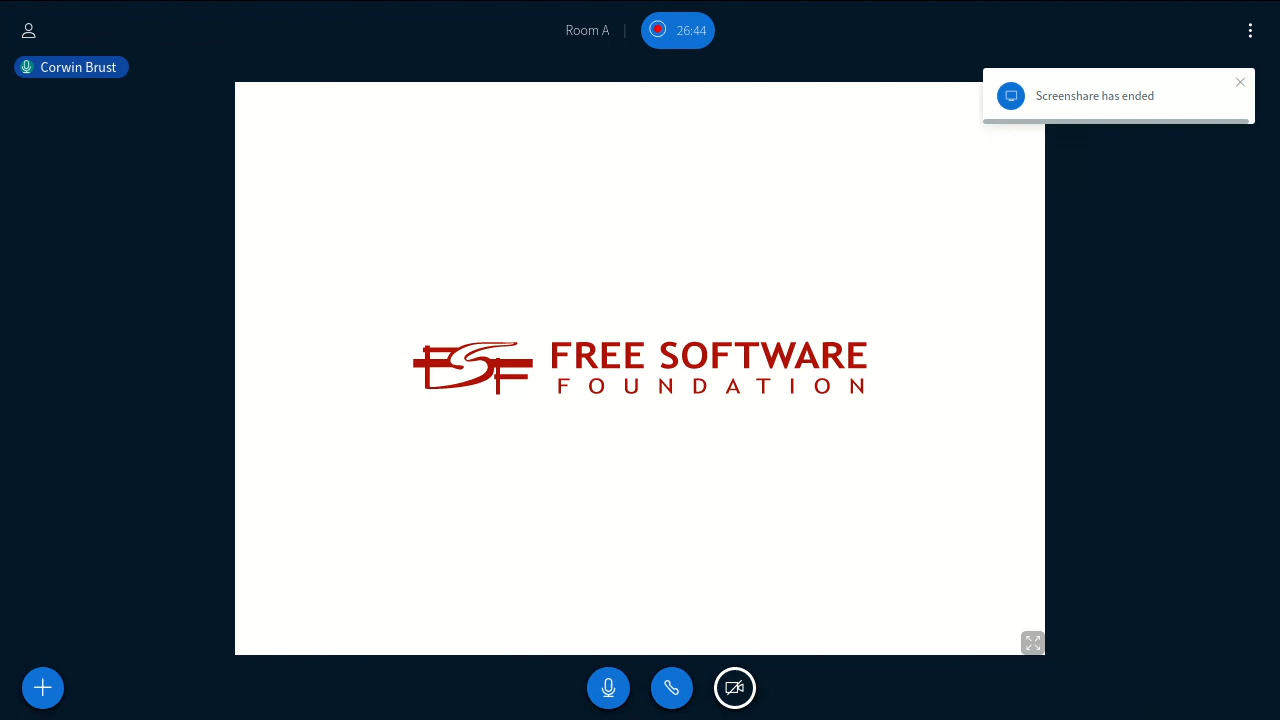 Room A
26:44
Corwin Brust
Screenshare has ended
FSF FREE SOFTWARE
FOUNDATION